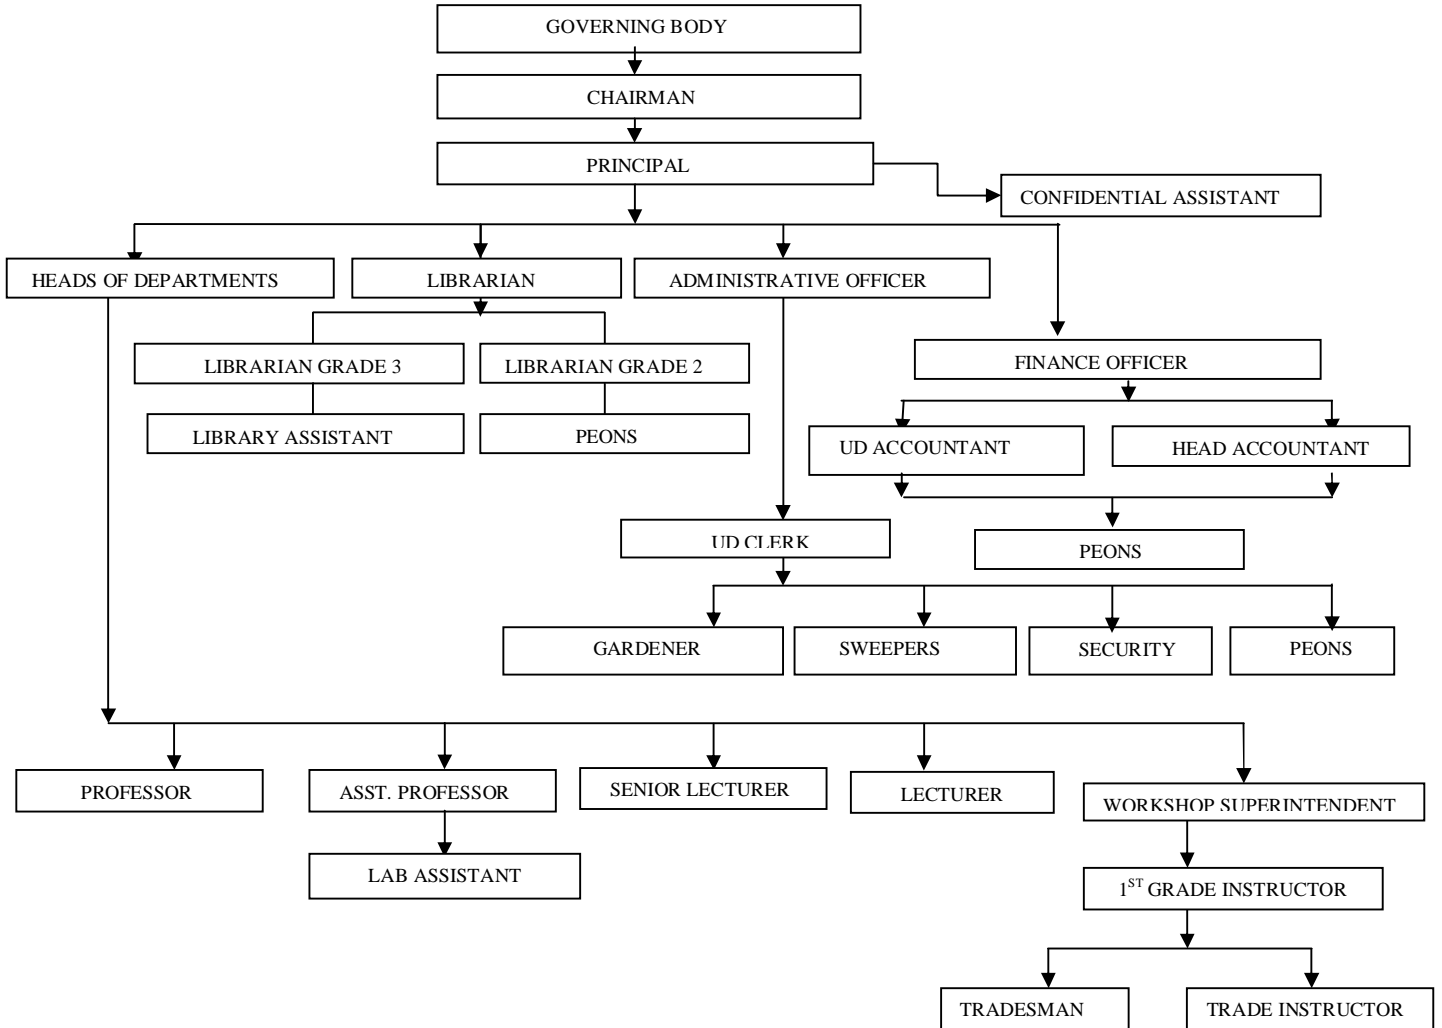 GOVERNING BODY
CHAIRMAN
PRINCIPAL
CONFIDENTIAL ASSISTANT
HEADS OF DEPARTMENTS
LIBRARIAN
ADMINISTRATIVE OFFICER
LIBRARIAN GRADE 3
LIBRARIAN GRADE 2
FINANCE OFFICER
LIBRARY ASSISTANT
PEONS
UD ACCOUNTANT
HEAD ACCOUNTANT
UD CLERK
PEONS
GARDENER
SWEEPERS
SECURITY
PEONS
PROFESSOR
ASST. PROFESSOR
SENIOR LECTURER
LECTURER
WORKSHOP SUPERINTENDENT
LAB ASSISTANT
1ST GRADE INSTRUCTOR
TRADESMAN
TRADE INSTRUCTOR